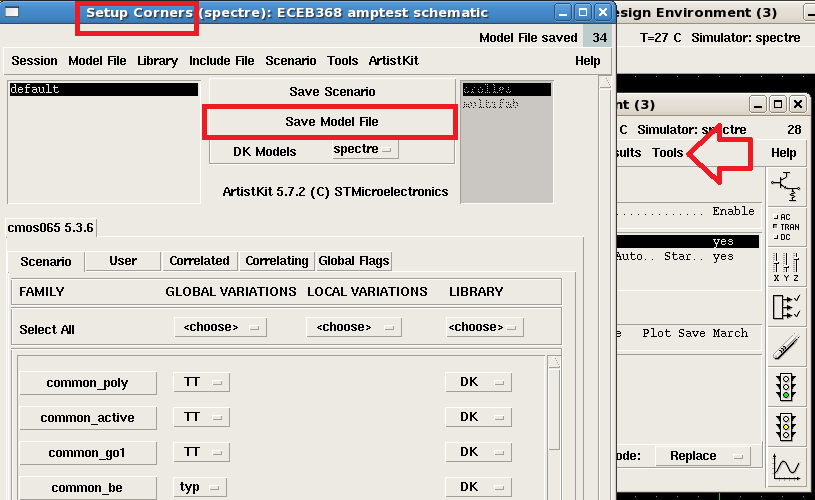 Setup Corners (spectre): ECEB368 amptest schematic
Model File saved 34
Session Model File Library Include File Scenario Tools ArtistKit Help
default
Save Scenario
Save Model File
DK Models spectre
crolles
multifab
ArtistKit 5.7.2 (C) STMicroelectronics
cmos065 5.3.6
Scenario User Correlated Correlating Global Flags
FAMILY GLOBAL VARIATIONS LOCAL VARIATIONS LIBRARY
Select All <choose> <choose> <choose>
common_poly TT DK
common_active TT DK
common_go1 TT DK
common_be typ DK
esign Environment (3)
T=27 C Simulator: spectre
nt (3)
C Simulator: spectre 28
sults Tools Help
............ Enable
yes
Auto.. Star.. yes
e Plot Save March
ode: Replace
AC
TRAN
DC
X Y Z